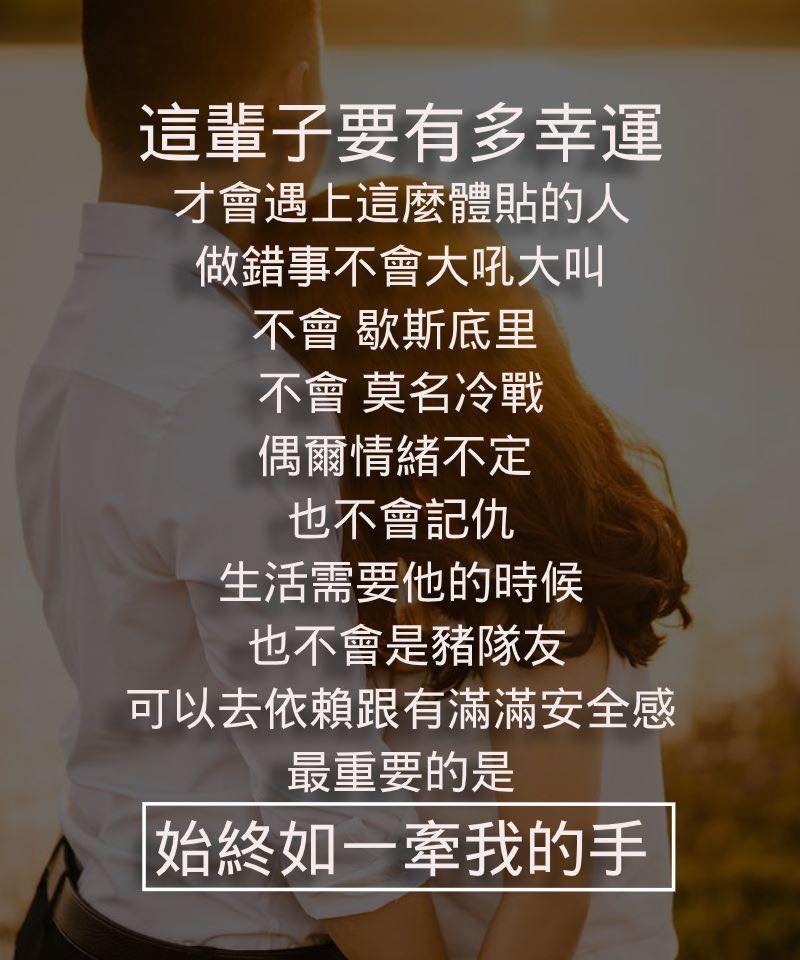 這輩子要有多幸運
才會遇上這麼體貼的人
做錯事不會大吼大叫
不會 歇斯底里
不會 莫名冷戰
偶爾情緒不定
也不會記仇
生活需要他的時候
也不會是豬隊友
可以去依賴跟有滿滿安全感
最重要的是
始終如一牽我的手